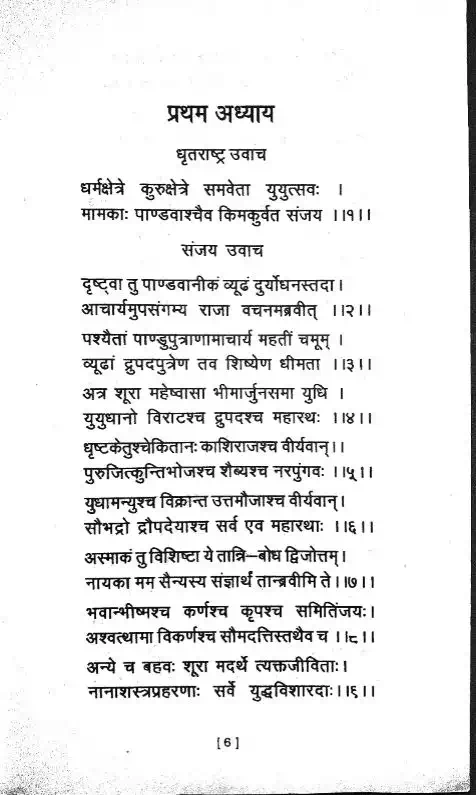 प्रथम अध्याय
धृतराष्ट्र उवाच
धर्मक्षेत्रे कुरुक्षेत्रे समवेता युयुत्सवः ।
मामकाः पाण्डवाश्चैव किमकुर्वत संजय ।।१।।
संजय उवाच
दृष्ट्वा तु पाण्डवानीकं व्यूढं दुर्योधनस्तदा।
आचार्यमुपसंगम्य राजा वचनमब्रवीत् ।।२।।
पश्यैतां पाण्डुपुत्राणामाचार्य महतीं चमूम् ।
व्यूढां द्रुपदपुत्रेण तव शिष्येण धीमता ।।३।।
अत्र शूरा महेष्वासा भीमार्जुनसमा युधि ।
युयुधानो विराटश्च द्रुपदश्च महारथः ।।४।।
धृष्टकेतुश्चेकितानः काशिराजश्च वीर्यवान्।।
पुरुजित्कुन्तिभोजश्च शैब्यश्च नरपुंगवः ।।५।।
युधामन्युश्च विक्रान्त उत्तमौजाश्च वीर्यवान्।
सौभद्रो द्रौपदेयाश्च सर्व एव महारथाः ।।६।।
अस्माकं तु विशिष्टा ये तान्नि–बोध द्विजोत्तम्।
नायका मम सैन्यस्य संज्ञार्थं तान्ब्रवीमि ते ।।७।।
भवान्भीष्मश्च कर्णश्च कृपश्च समितिंजयः।
अश्वत्थामा विकर्णश्च सौमदत्तिस्तथैव च ।।८।।
अन्ये च बहवः शूरा मदर्थे त्यक्तजीविताः।
नानाशस्त्रप्रहरणाः सर्वे युद्धविशारदाः।।६।।
[ 6 ]